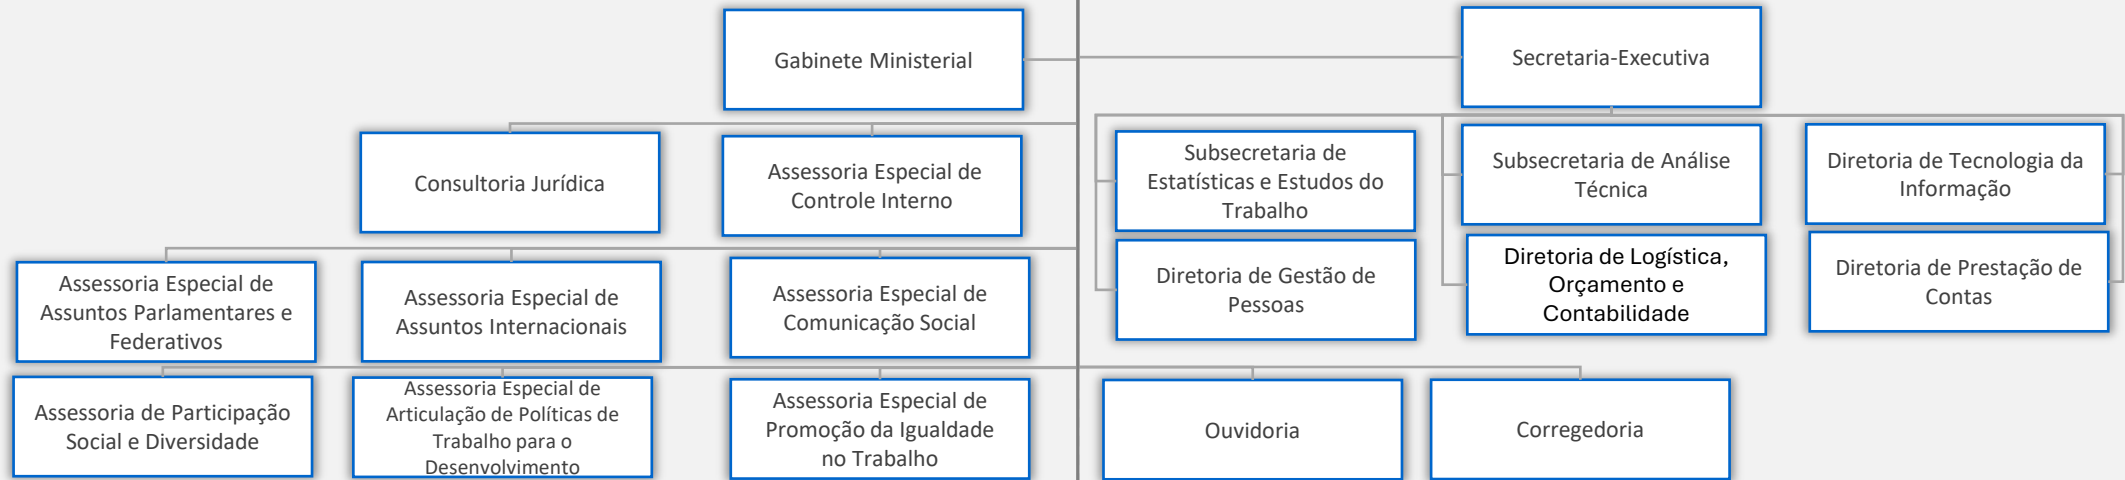 Gabinete Ministerial
Secretaria-Executiva
Consultoria Jurídica
Assessoria Especial de
Controle Interno
Subsecretaria de
Estatísticas e Estudos do
Trabalho
Subsecretaria de Análise
Técnica
Diretoria de Tecnologia da
Informação
Assessoria Especial de
Assuntos Parlamentares e
Federativos
Assessoria Especial de
Assuntos Internacionais
Assessoria Especial de
Comunicação Social
Diretoria de Gestão de
Pessoas
Diretoria de Logística,
Orçamento e
Contabilidade
Diretoria de Prestação de
Contas
Assessoria de Participação
Social e Diversidade
Assessoria Especial de
Articulação de Políticas de
Trabalho para o
Desenvolvimento
Assessoria Especial de
Promoção da Igualdade
no Trabalho
Ouvidoria
Corregedoria